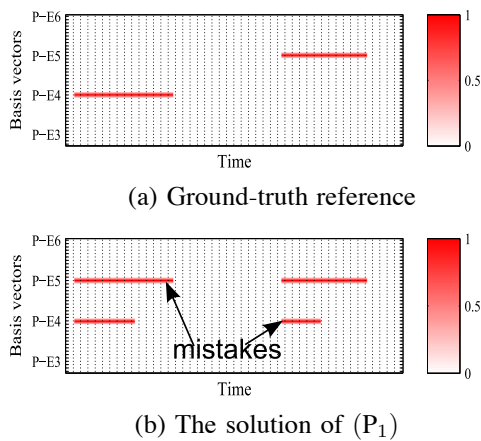 P−E6
P−E5
P−E4
P−E3
Basis vectors
Time
1
0.5
0
(a) Ground-truth reference
P−E6
P−E5
P−E4
P−E3
Basis vectors
mistakes
Time
1
0.5
0
(b) The solution of (P₁)